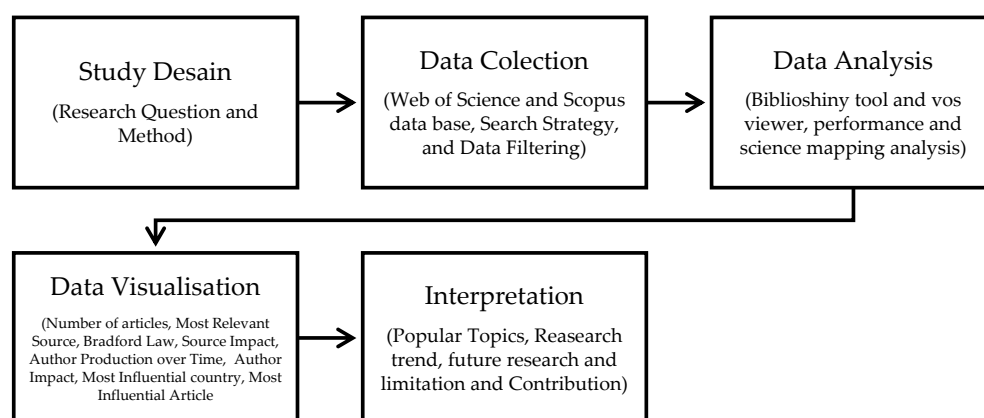 Study Desain
(Research Question and
Method)
Data Colection
(Web of Science and Scopus
data base, Search Strategy,
and Data Filtering)
Data Analysis
(Biblioshiny tool and vos
viewer, performance and
science mapping analysis)
Data Visualisation
(Number of articles, Most Relevant
Source, Bradford Law, Source Impact,
Author Production over Time, Author
Impact, Most Influential country, Most
Influential Article
Interpretation
(Popular Topics, Reasearch
trend, future research and
limitation and Contribution)